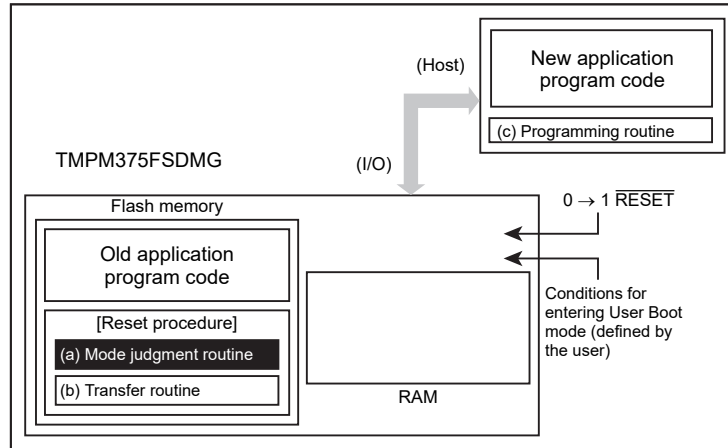 New application
program code
(Host)
(c) Programming routine
TMPM375FSDMG
(I/O)
Flash memory
0 → 1 RESET
Old application
program code
[Reset procedure]
(a) Mode judgment routine
(b) Transfer routine
RAM
Conditions for
entering User Boot
mode (defined by
the user)